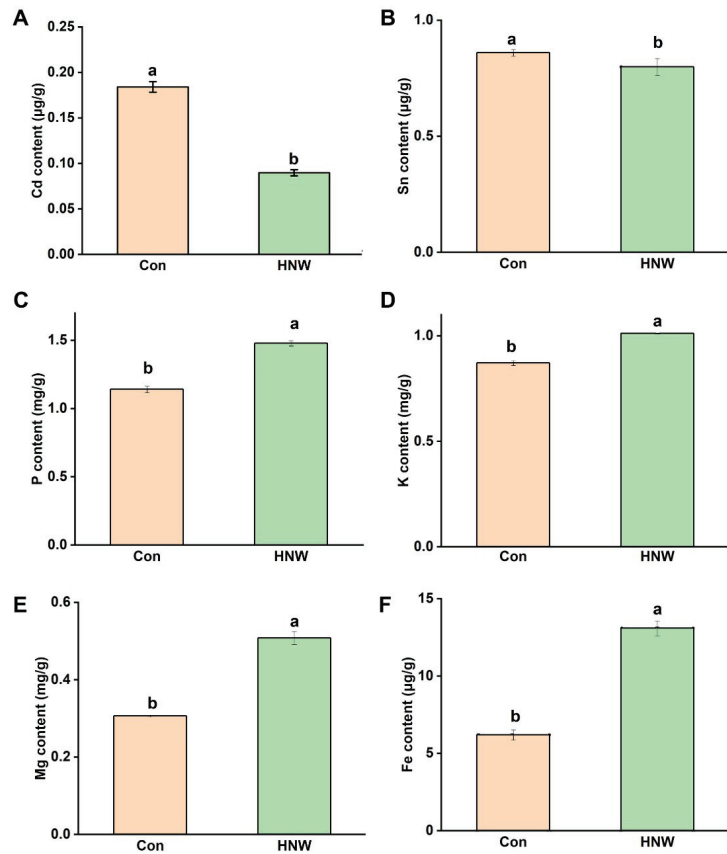 A
Cd content (μg/g)
0.25
0.20
0.15
0.10
0.05
0.00
a
b
Con HNW
B
Sn content (μg/g)
1.0
0.5
0.0
a
b
Con HNW
C
P content (mg/g)
1.5
1.0
0.5
0.0
b
a
Con HNW
D
K content (mg/g)
1.0
0.5
0.0
b
a
Con HNW
E
Mg content (mg/g)
0.6
0.4
0.2
0.0
b
a
Con HNW
F
Fe content (μg/g)
15
10
5
0
b
a
Con HNW